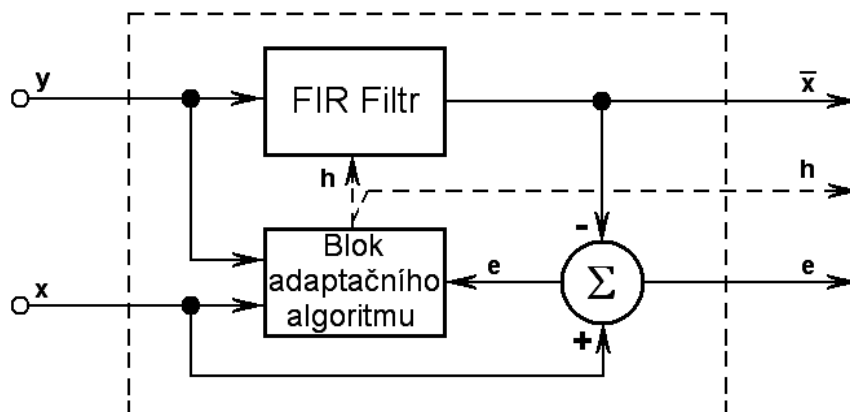 y
FIR Filtr
x̅
h
h
Blok
adaptačního
algoritmu
-
e
Σ
e
x
+